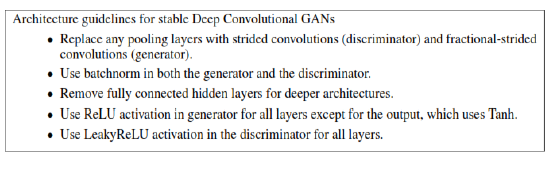 Architecture guidelines for stable Deep Convolutional GANs
• Replace any pooling layers with strided convolutions (discriminator) and fractional-strided
convolutions (generator).
• Use batchnorm in both the generator and the discriminator.
• Remove fully connected hidden layers for deeper architectures.
• Use ReLU activation in generator for all layers except for the output, which uses Tanh.
• Use LeakyReLU activation in the discriminator for all layers.